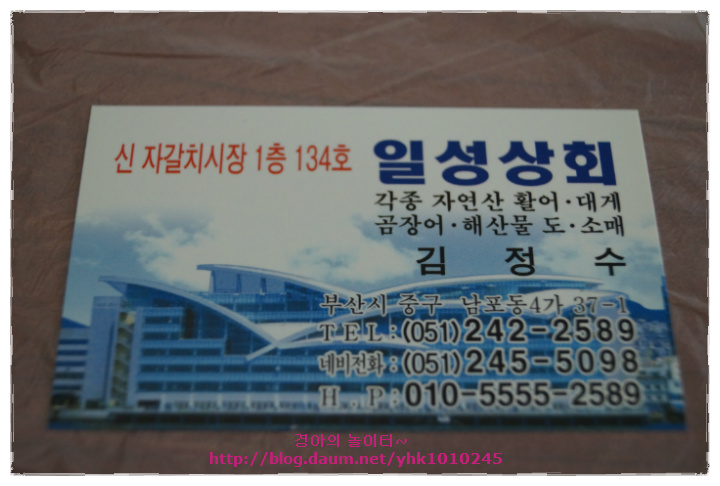 신 자갈치시장 1층 134호
일성상회
각종 자연산 활어·대게
곰장어·해산물 도·소매
김 정 수
부산시 중구 남포동4가 37-1
TEL:(051)242-2589
네비전화:(051)245-5098
H.P:010-5555-2589
경아의 놀이터~
http://blog.daum.net/yhk1010245